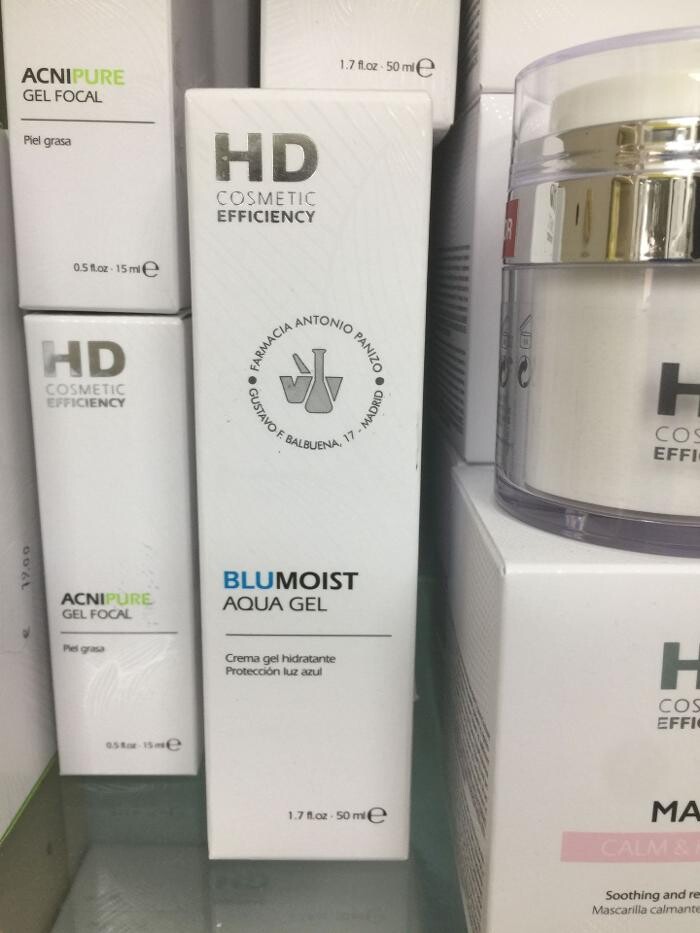 ACNIPURE
GEL FOCAL
Piel grasa
0.5 fl.oz · 15 ml e
1.7 fl.oz · 50 ml e
HD
COSMETIC
EFFICIENCY
ACNIPURE
GEL FOCAL
Piel grasa
0.5 fl.oz · 15 ml e
HD
COSMETIC
EFFICIENCY
FARMACIA ANTONIO PANIZO
GUSTAVO F. BALBUENA, 17 - MADRID
BLUMOIST
AQUA GEL
Crema gel hidratante
Protección luz azul
1.7 fl.oz · 50 ml e
H
COS
EFFI
H
COS
EFFIC
MA
CALM &
Soothing and re
Mascarilla calmante